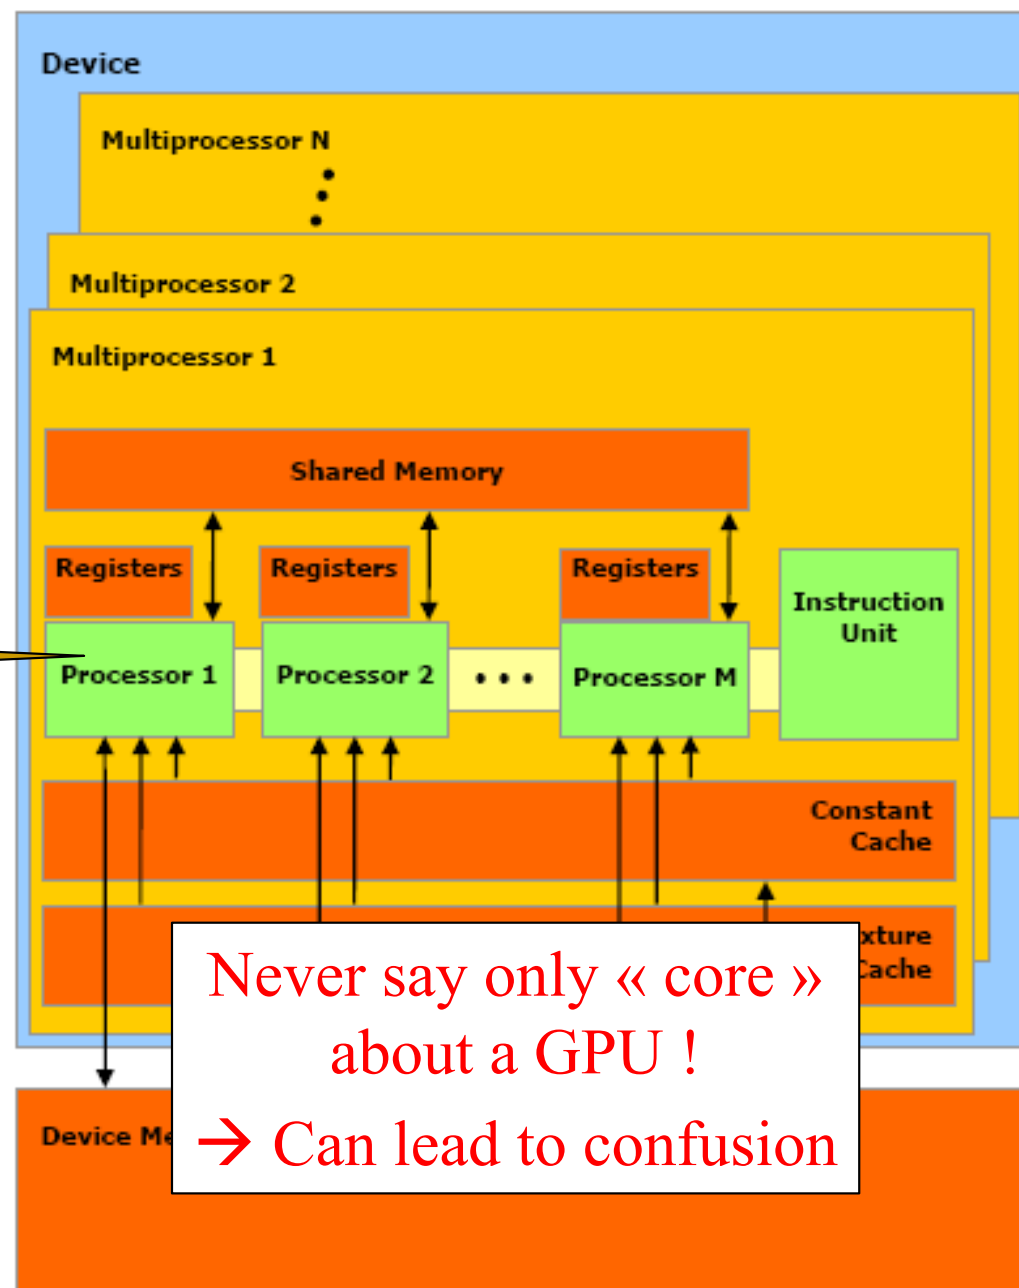 Device
Multiprocessor N
Multiprocessor 2
Multiprocessor 1
Shared Memory
Registers Registers Registers
Instruction
Unit
Processor 1 Processor 2 • • • Processor M
Constant
Cache
xture
Cache
Never say only « core »
about a GPU !
→ Can lead to confusion
Device Me